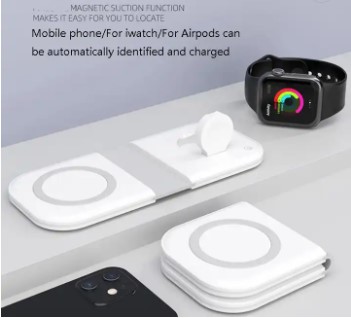 MAGNETIC SUCTION FUNCTION
MAKES IT EASY FOR YOU TO LOCATE
Mobile phone/For iwatch/For Airpods can
be automatically identified and charged